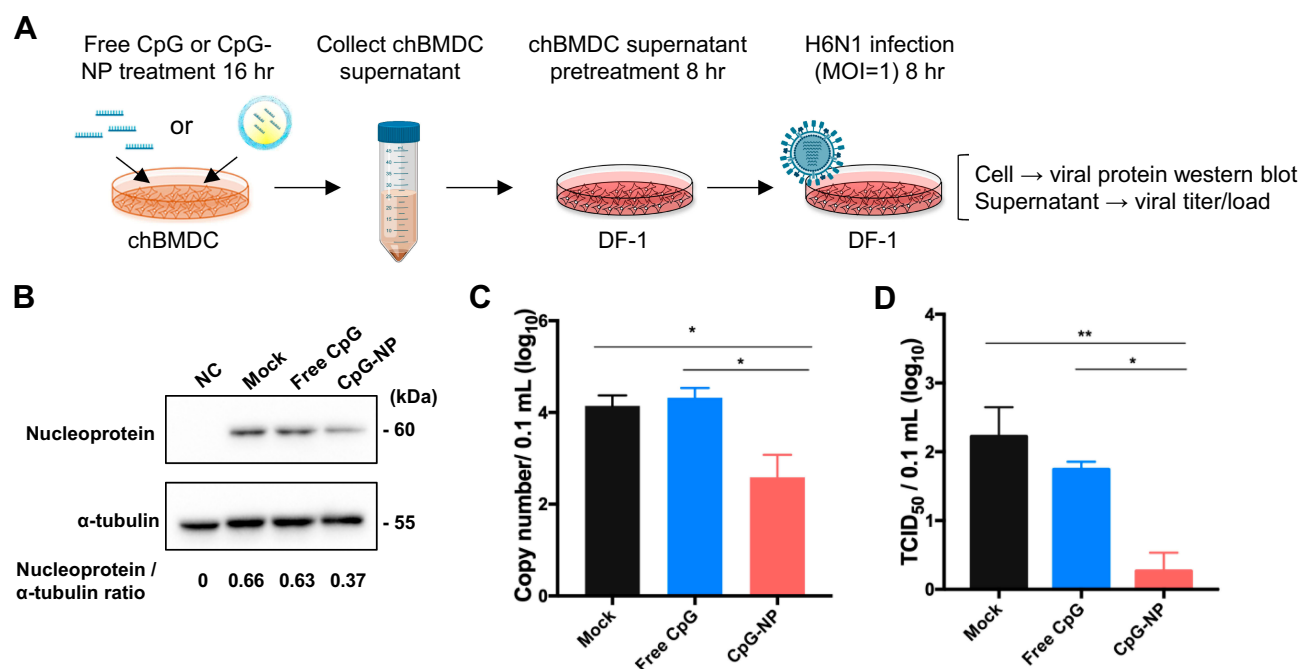 A
Free CpG or CpG-
NP treatment 16 hr
Collect chBMDC
supernatant
chBMDC supernatant
pretreatment 8 hr
H6N1 infection
(MOI=1) 8 hr
or
chBMDC
DF-1
DF-1
Cell → viral protein western blot
Supernatant → viral titer/load
B
NC
Mock
Free CpG
CpG-NP
(kDa)
Nucleoprotein
- 60
α-tubulin
- 55
Nucleoprotein /
α-tubulin ratio
0 0.66 0.63 0.37
C
Copy number/ 0.1 mL (log10)
6
4
2
0
*
*
Mock
Free CpG
CpG-NP
D
TCID50 / 0.1 mL (log10)
4
3
2
1
0
**
*
Mock
Free CpG
CpG-NP